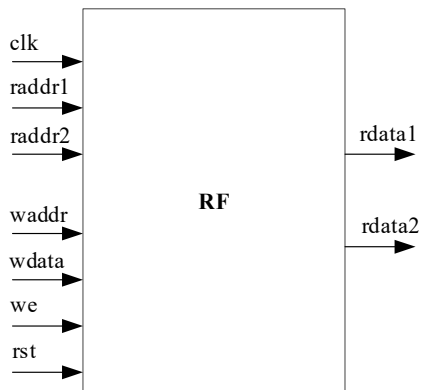 clk
raddr1
raddr2
waddr
wdata
we
rst
RF
rdata1
rdata2